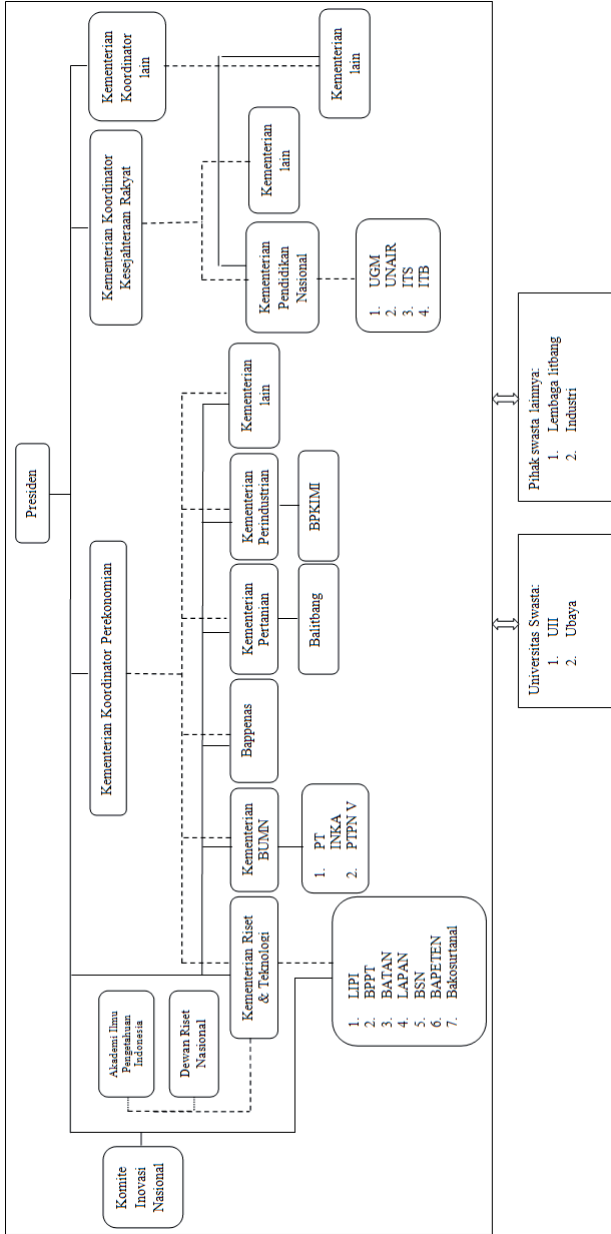 Presiden
Kementerian Koordinator Perekonomian
Kementerian Koordinator
Kesejahteraan Rakyat
Kementerian
Koordinator
lain
Komite
Inovasi
Nasional
Akademi Ilmu
Pengetahuan
Indonesia
Dewan Riset
Nasional
Kementerian Riset
& Teknologi
Kementerian
BUMN
Bappenas
Kementerian
Pertanian
Kementerian
Perindustrian
Kementerian
lain
Kementerian
Pendidikan
Nasional
Kementerian
lain
Kementerian
lain
1. LIPI
2. BPPT
3. BATAN
4. LAPAN
5. BSN
6. BAPETEN
7. Bakosurtanal
1. PT
INKA
2. PTPN V
Balitbang
BPKIMI
1. UGM
2. UNAIR
3. ITS
4. ITB
Universitas Swasta:
1. UII
2. Ubaya
Pihak swasta lainnya:
1. Lembaga litbang
2. Industri